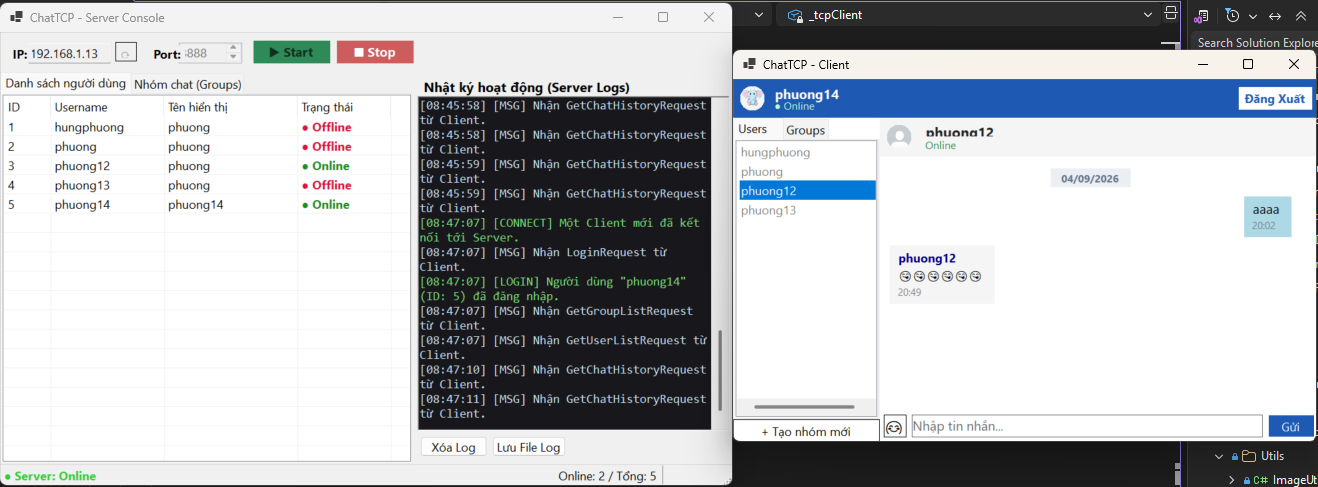 ChatTCP - Server Console
IP: 192.168.1.13
Port: 888
Start
Stop
Danh sách người dùng
Nhóm chat (Groups)
ID Username Tên hiển thị Trạng thái
1 hungphuong phuong ● Offline
2 phuong phuong ● Offline
3 phuong12 phuong ● Online
4 phuong13 phuong ● Offline
5 phuong14 phuong14 ● Online
Nhật ký hoạt động (Server Logs)
[08:45:58] [MSG] Nhận GetChatHistoryRequest
từ Client.
[08:45:58] [MSG] Nhận GetChatHistoryRequest
từ Client.
[08:45:59] [MSG] Nhận GetChatHistoryRequest
từ Client.
[08:45:59] [MSG] Nhận GetChatHistoryRequest
từ Client.
[08:47:07] [CONNECT] Một Client mới đã kết
nối tới Server.
[08:47:07] [MSG] Nhận LoginRequest từ
Client.
[08:47:07] [LOGIN] Người dùng "phuong14"
(ID: 5) đã đăng nhập.
[08:47:07] [MSG] Nhận GetGroupListRequest
từ Client.
[08:47:07] [MSG] Nhận GetUserListRequest từ
Client.
[08:47:10] [MSG] Nhận GetChatHistoryRequest
từ Client.
[08:47:11] [MSG] Nhận GetChatHistoryRequest
từ Client.
Xóa Log
Lưu File Log
● Server: Online
Online: 2 / Tổng: 5
_tcpClient
Search Solution Explore
ChatTCP - Client
phuong14
● Online
Đăng Xuất
Users
Groups
hungphuong
phuong
phuong12
phuong13
+ Tạo nhóm mới
phuong12
Online
04/09/2026
aaaa
20:02
phuong12
😘😘😘😘😘😘
20:49
Nhập tin nhắn...
Gửi
Utils
C# ImageUt